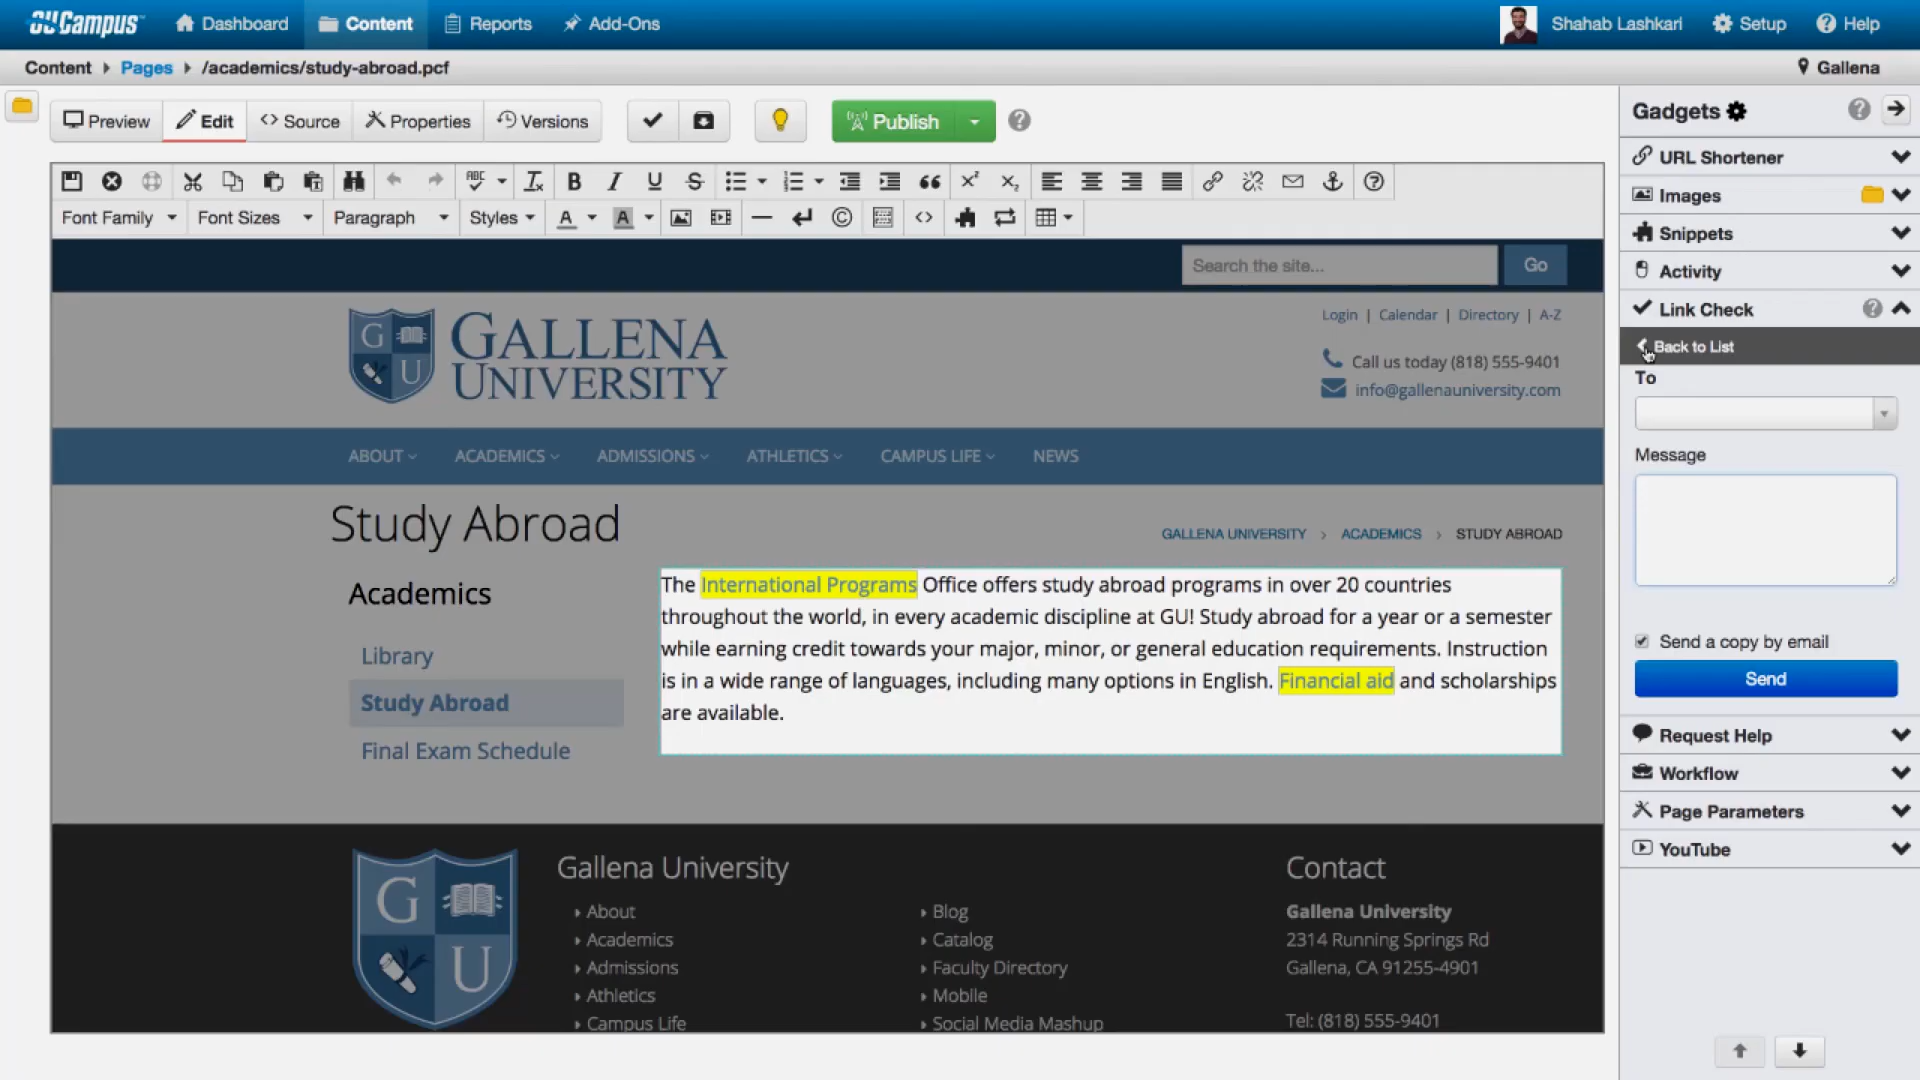 OU Campus Dashboard Content Reports Add-Ons Shahab Lashkari Setup Help
Content Pages /academics/study-abroad.pcf Gallena
Preview Edit Source Properties Versions Publish
Font Family Font Sizes Paragraph Styles
Search the site... Go
GALLENA UNIVERSITY
G U
Login | Calendar | Directory | A-Z
Call us today (818) 555-9401
info@gallenauniversity.com
ABOUT ACADEMICS ADMISSIONS ATHLETICS CAMPUS LIFE NEWS
Study Abroad
GALLENA UNIVERSITY > ACADEMICS > STUDY ABROAD
Academics
Library
Study Abroad
Final Exam Schedule
The International Programs Office offers study abroad programs in over 20 countries
throughout the world, in every academic discipline at GU! Study abroad for a year or a semester
while earning credit towards your major, minor, or general education requirements. Instruction
is in a wide range of languages, including many options in English. Financial aid and scholarships
are available.
G U
Gallena University
About
Academics
Admissions
Athletics
Campus Life
Blog
Catalog
Faculty Directory
Mobile
Social Media Mashup
Contact
Gallena University
2314 Running Springs Rd
Gallena, CA 91255-4901
Tel: (818) 555-9401
Gadgets
URL Shortener
Images
Snippets
Activity
Link Check
Back to List
To
Message
Send a copy by email
Send
Request Help
Workflow
Page Parameters
YouTube